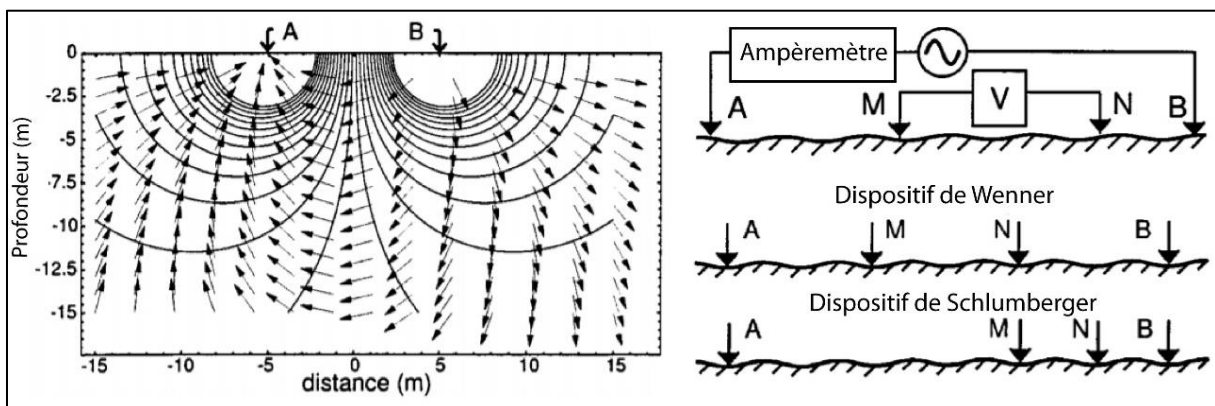 A B
0
-2.5
-5
-7.5
-10
-12.5
-15
Profondeur (m)
-15 -10 -5 0 5 10 15
distance (m)
Ampèremètre
V
A M N B
Dispositif de Wenner
A M N B
Dispositif de Schlumberger
A M N B